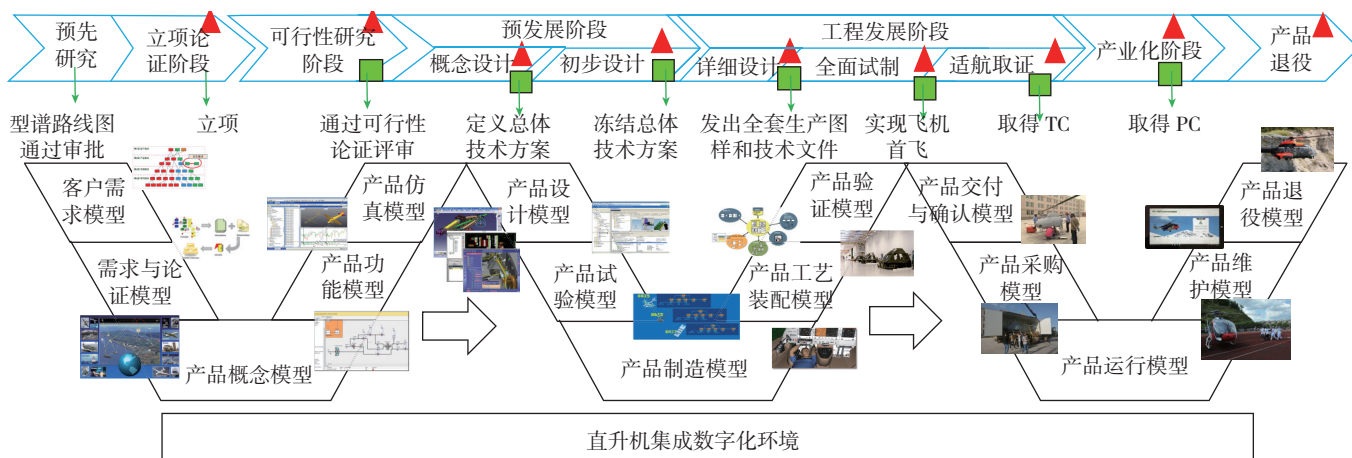 预先
研究
立项论
证阶段
可行性研究
阶段
预发展阶段
概念设计
初步设计
工程发展阶段
详细设计
全面试制
适航取证
产业化阶段
产品
退役
型谱路线图
通过审批
立项
通过可行性
论证评审
定义总体
技术方案
冻结总体
技术方案
发出全套生产图
样和技术文件
实现飞机
首飞
取得 TC
取得 PC
客户需
求模型
需求与论
证模型
产品概念模型
产品功
能模型
产品仿
真模型
产品设
计模型
产品试
验模型
产品制造模型
产品工艺
装配模型
产品验
证模型
产品交付
与确认模型
产品采购
模型
产品运行模型
产品维
护模型
产品退
役模型
直升机集成数字化环境